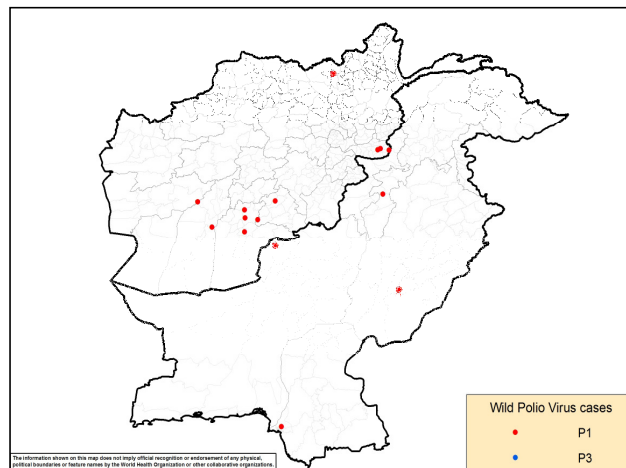 Wild Polio Virus cases
P1
P3
The information shown on this map does not imply official recognition or endorsement of any physical,
political boundaries or feature names by the World Health Organization or other collaborative organizations.